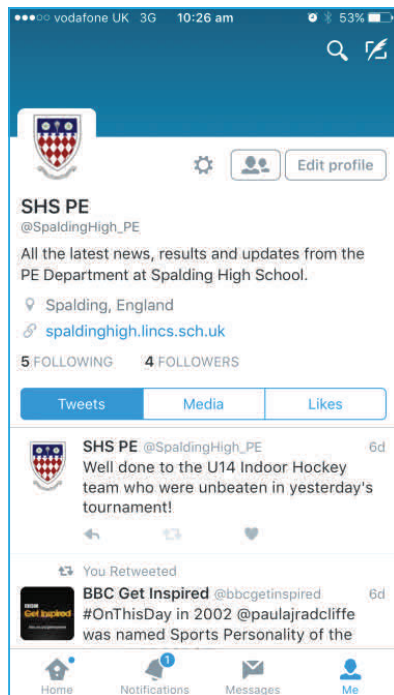 vodafone UK 3G 10:26 am 53%
Edit profile
SHS PE
@SpaldingHigh_PE
All the latest news, results and updates from the
PE Department at Spalding High School.
Spalding, England
spaldinghigh.lincs.sch.uk
5 FOLLOWING 4 FOLLOWERS
Tweets Media Likes
SHS PE @SpaldingHigh_PE 6d
Well done to the U14 Indoor Hockey
team who were unbeaten in yesterday's
tournament!
You Retweeted
BBC Get Inspired @bbcgetinspired 6d
BBC
Get Inspired
#OnThisDay in 2002 @paulajradcliffe
was named Sports Personality of the
1
Home Notifications Messages Me